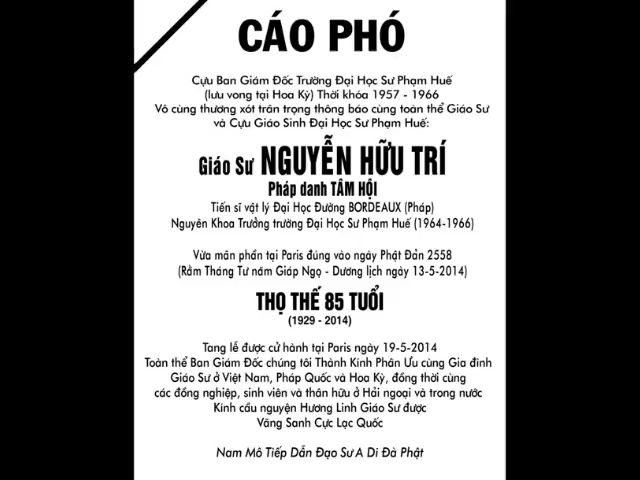 CÁO PHÓ
Cựu Ban Giám Đốc Trường Đại Học Sư Phạm Huế
(lưu vong tại Hoa Kỳ) Thời khóa 1957 - 1966
Vô cùng thương xót trân trọng thông báo cùng toàn thể Giáo Sư
và Cựu Giáo Sinh Đại Học Sư Phạm Huế:
Giáo Sư NGUYỄN HỮU TRÍ
Pháp danh TÂM HỘI
Tiến sĩ vật lý Đại Học Đường BORDEAUX (Pháp)
Nguyên Khoa Trưởng trường Đại Học Sư Phạm Huế (1964-1966)
Vừa mãn phần tại Paris đúng vào ngày Phật Đản 2558
(Rằm Tháng Tư năm Giáp Ngọ - Dương lịch ngày 13-5-2014)
THỌ THẾ 85 TUỔI
(1929 - 2014)
Tang lễ được cử hành tại Paris ngày 19-5-2014
Toàn thể Ban Giám Đốc chúng tôi Thành Kính Phân Ưu cùng Gia đình
Giáo Sư ở Việt Nam, Pháp Quốc và Hoa Kỳ, đồng thời cùng
các đồng nghiệp, sinh viên và thân hữu ở Hải ngoại và trong nước
Kính cầu nguyện Hương Linh Giáo Sư được
Vãng Sanh Cực Lạc Quốc
Nam Mô Tiếp Dẫn Đạo Sư A Di Đà Phật